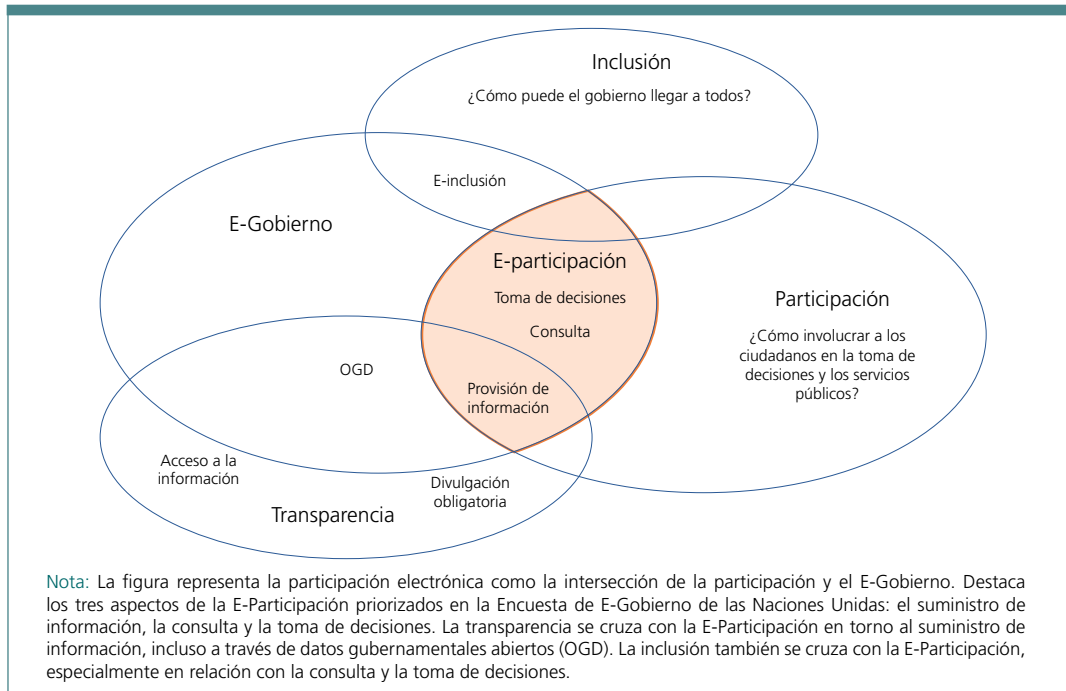 Inclusión
¿Cómo puede el gobierno llegar a todos?
E-inclusión
E-Gobierno
E-participación
Toma de decisiones
Consulta
Participación
¿Cómo involucrar a los
ciudadanos en la toma de
decisiones y los servicios
públicos?
OGD
Provisión de
información
Acceso a la
información
Divulgación
obligatoria
Transparencia
Nota: La figura representa la participación electrónica como la intersección de la participación y el E-Gobierno. Destaca
los tres aspectos de la E-Participación priorizados en la Encuesta de E-Gobierno de las Naciones Unidas: el suministro de
información, la consulta y la toma de decisiones. La transparencia se cruza con la E-Participación en torno al suministro de
información, incluso a través de datos gubernamentales abiertos (OGD). La inclusión también se cruza con la E-Participación,
especialmente en relación con la consulta y la toma de decisiones.